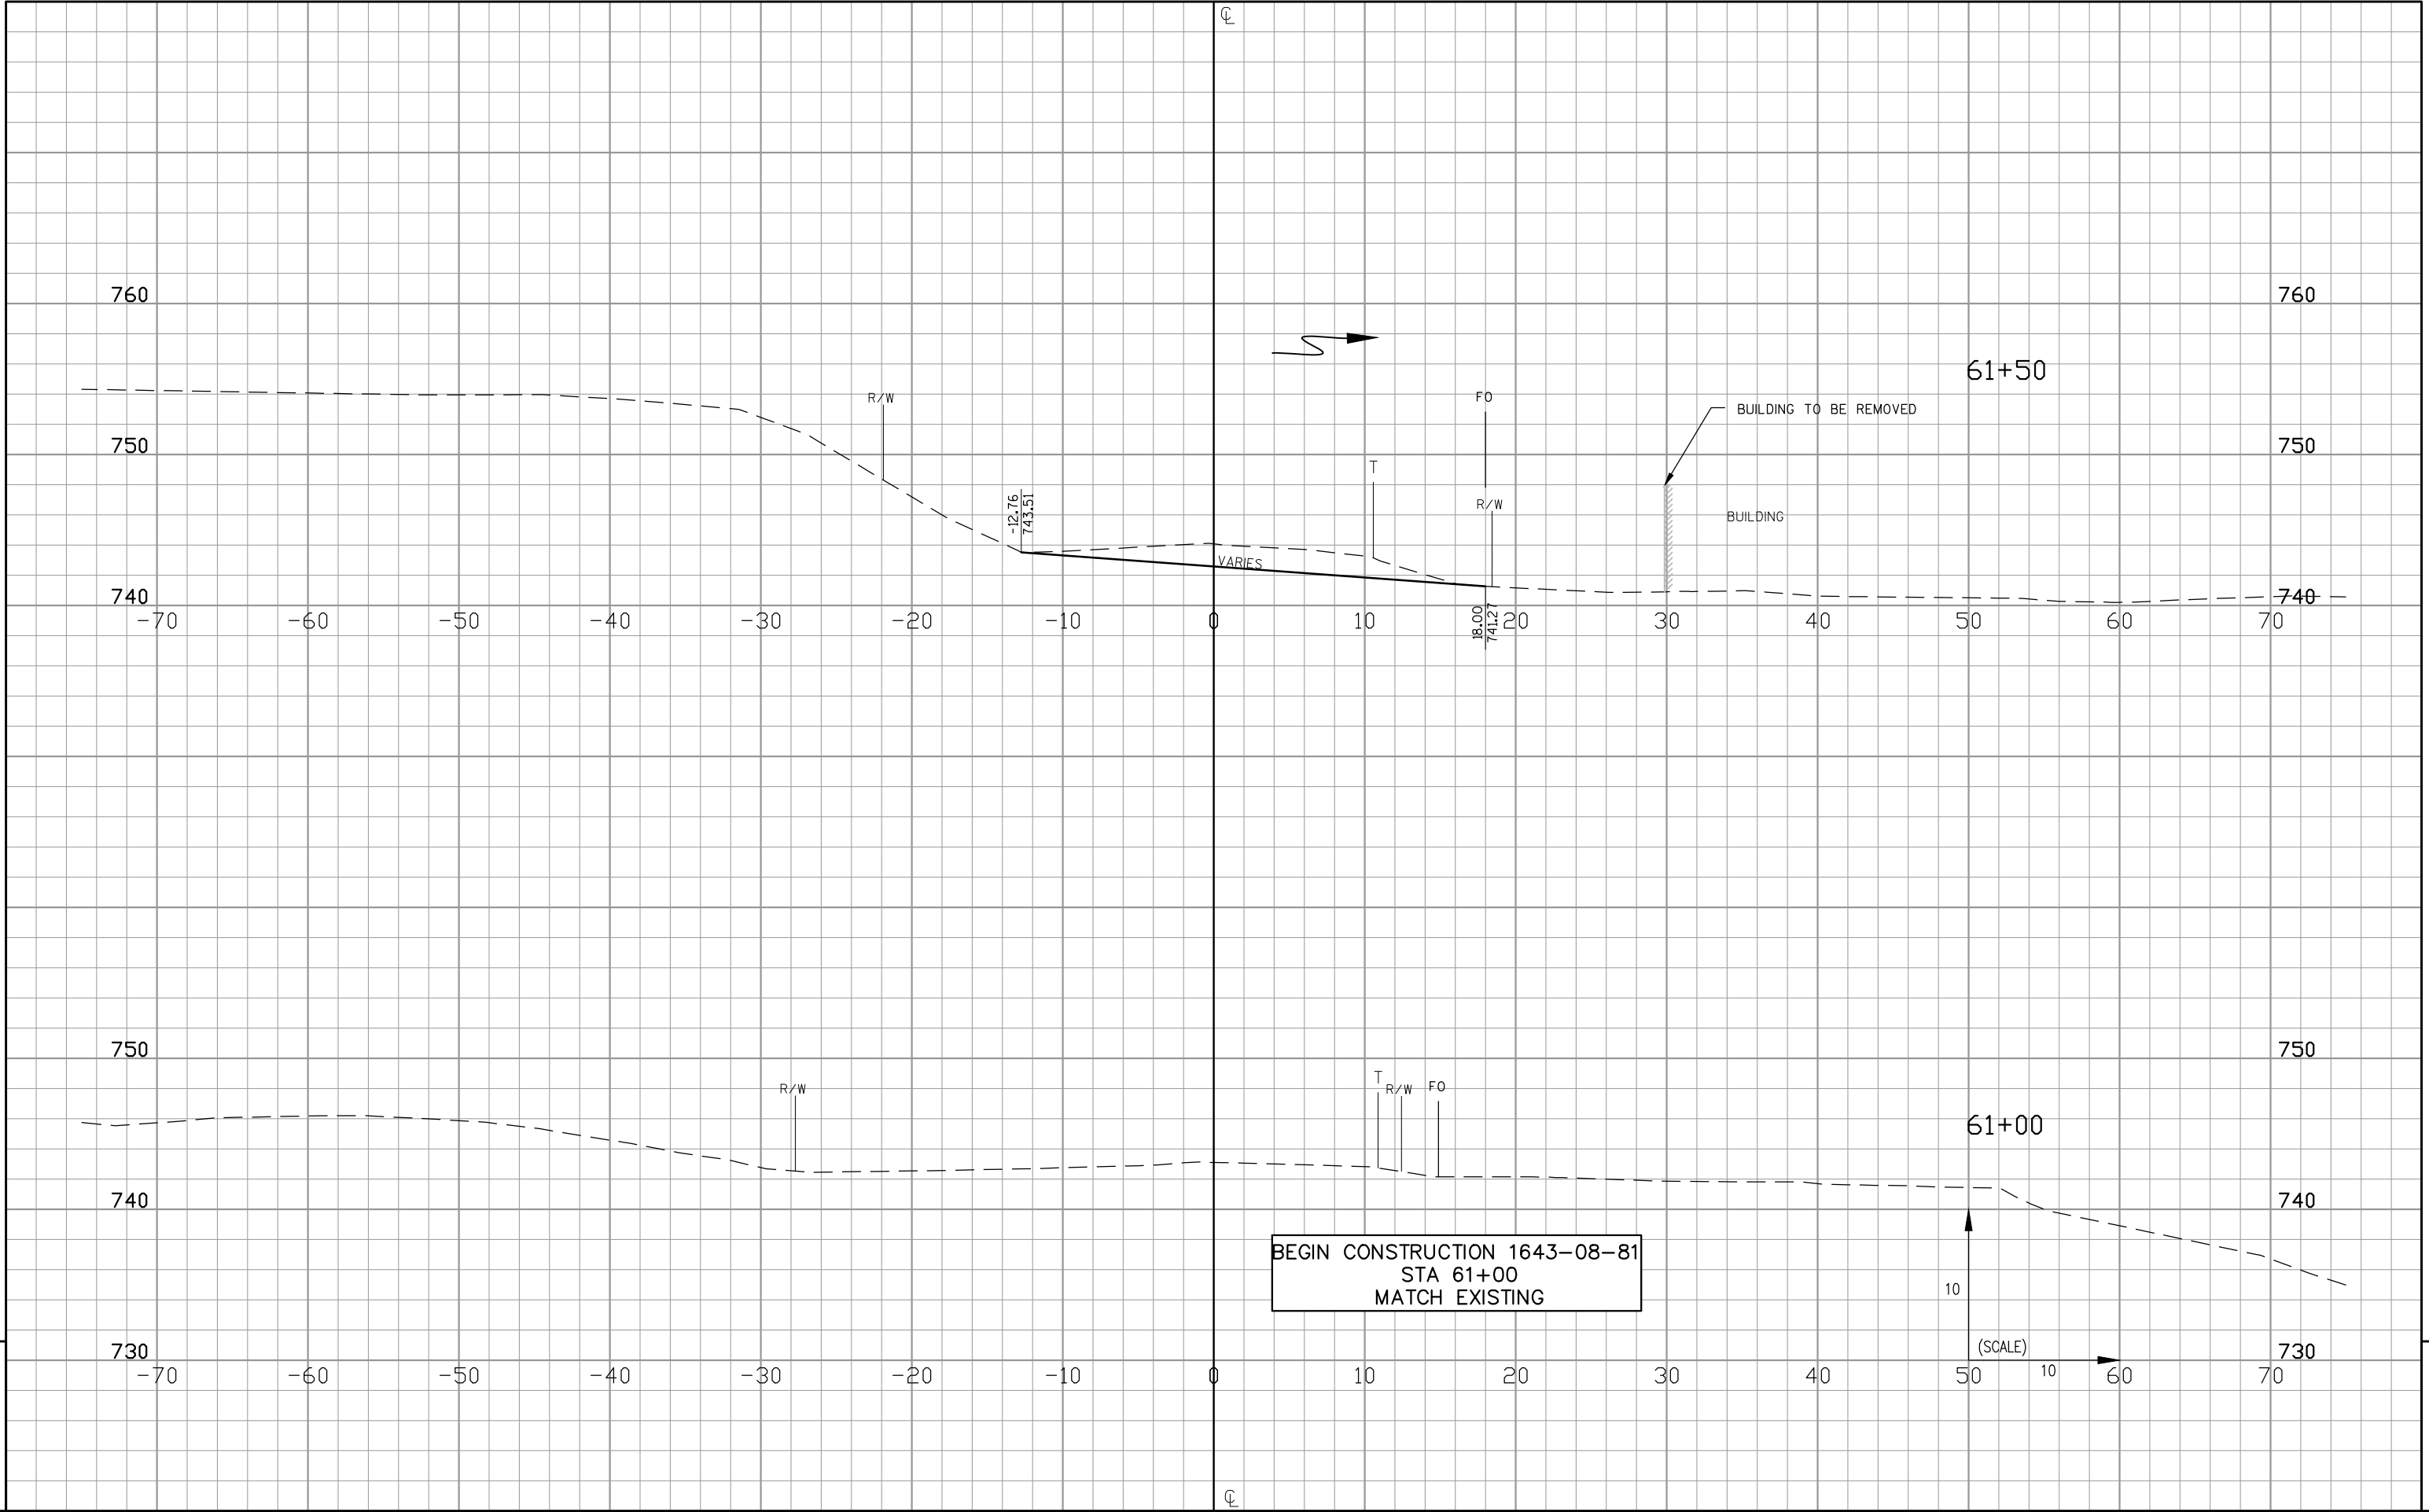 ℄
760 760
61+50
R/W FO
BUILDING TO BE REMOVED
750 750
T
-12.76
743.51
R/W
BUILDING
VARIES
740 740
-70 -60 -50 -40 -30 -20 -10 0 10 20 30 40 50 60 70
18.00
741.27
750 750
R/W T R/W FO
61+00
740 740
BEGIN CONSTRUCTION 1643-08-81
STA 61+00
MATCH EXISTING
10
(SCALE)
730 730
10
-70 -60 -50 -40 -30 -20 -10 0 10 20 30 40 50 60 70
℄